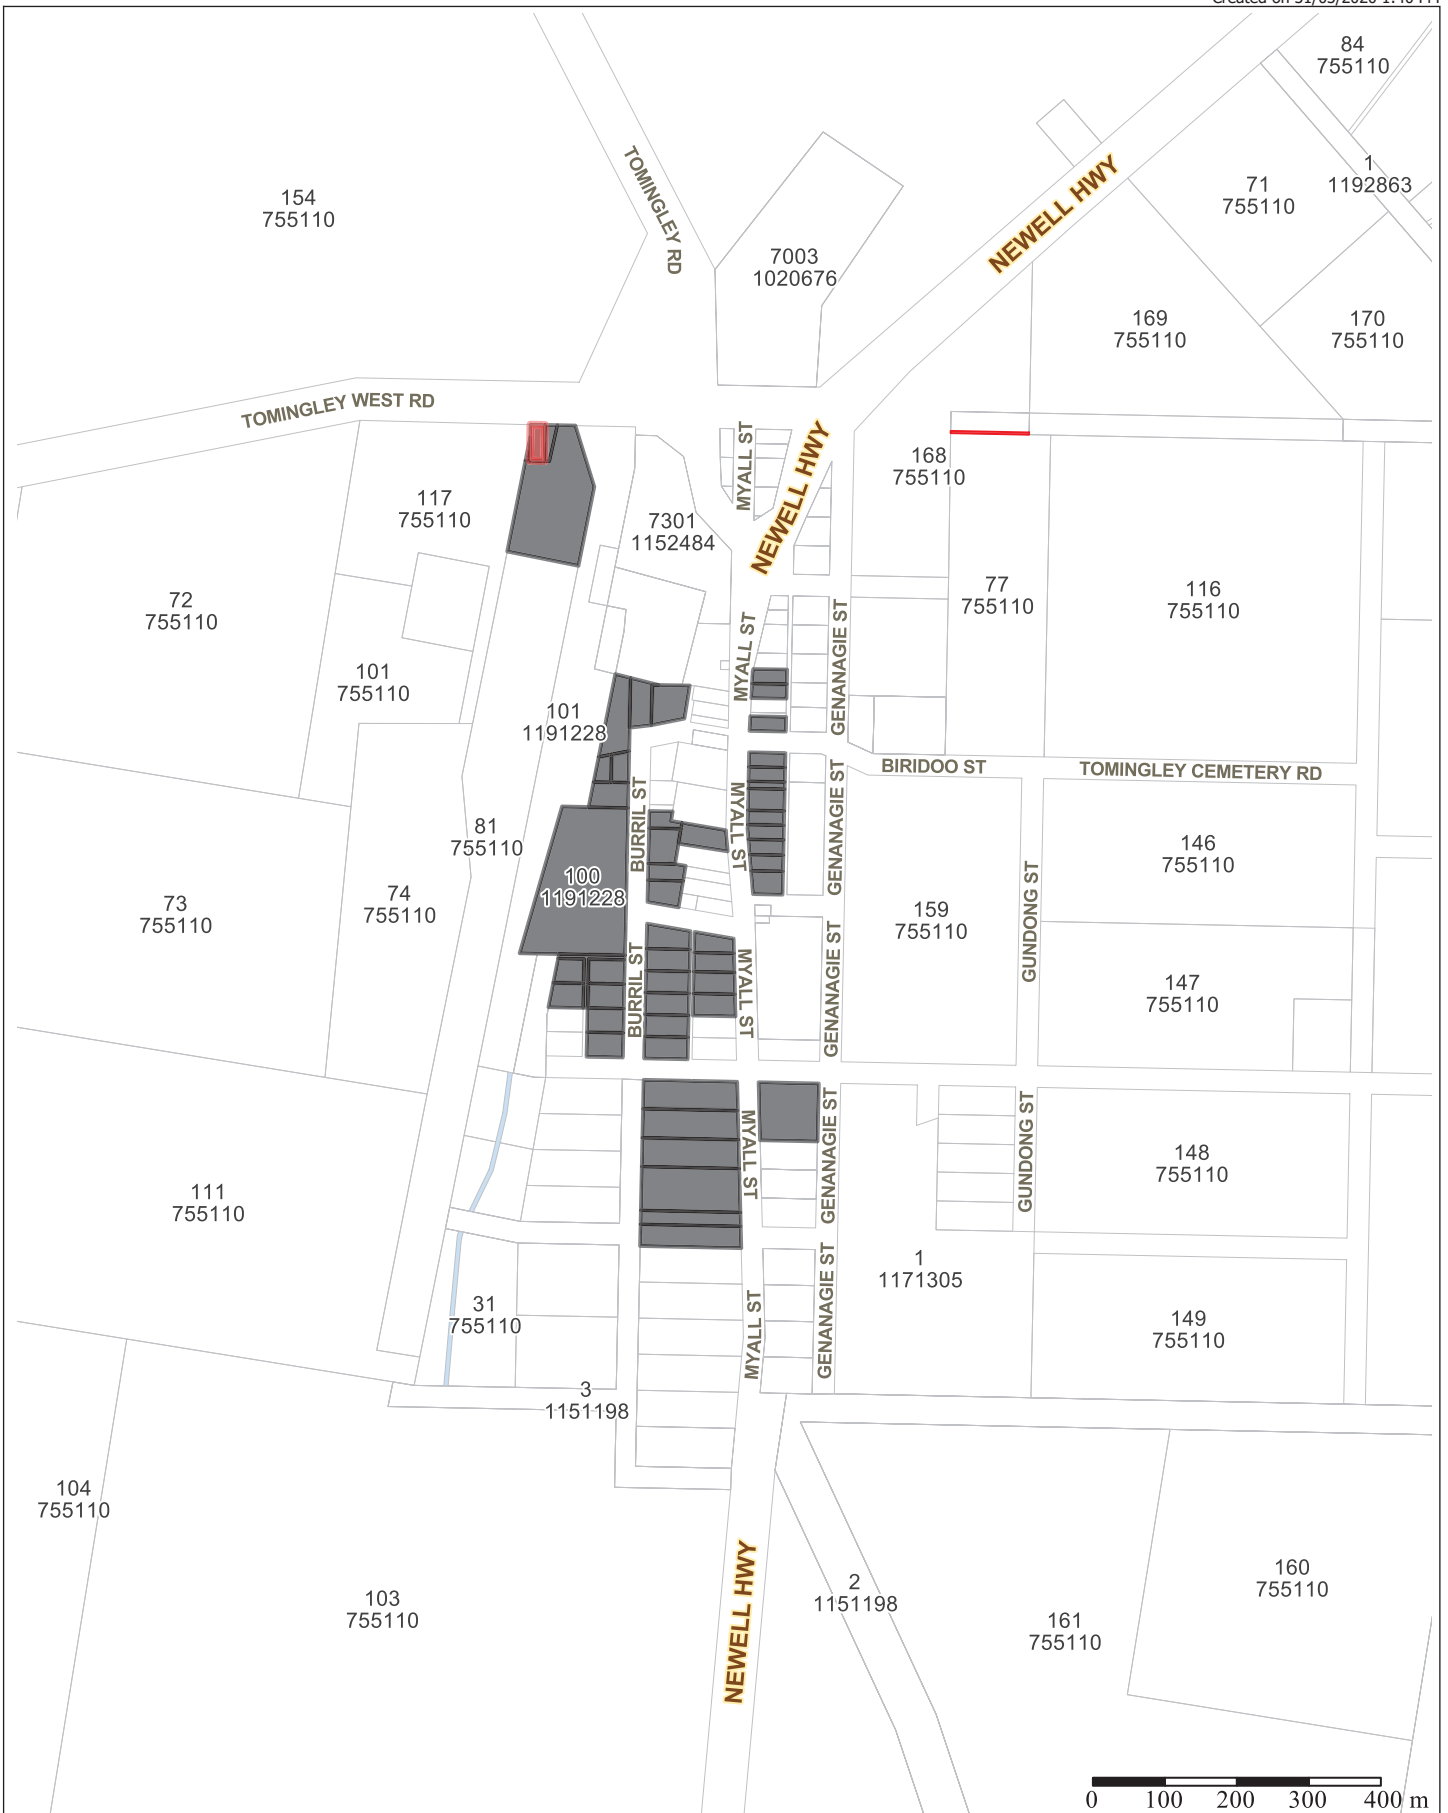 84
755110
1
1192863
71
755110
154
755110
TOMINGLEY RD
NEWELL HWY
7003
1020676
169
755110
170
755110
TOMINGLEY WEST RD
MYALL ST
NEWELL HWY
168
755110
117
755110
7301
1152484
77
755110
116
755110
72
755110
MYALL ST
GENANAGIE ST
101
755110
101
1191228
BIRIDOO ST
TOMINGLEY CEMETERY RD
BURRIL ST
MYALL ST
GENANAGIE ST
81
755110
146
755110
100
1191228
74
755110
73
755110
159
755110
GUNDONG ST
BURRIL ST
MYALL ST
GENANAGIE ST
147
755110
MYALL ST
GENANAGIE ST
GUNDONG ST
148
755110
111
755110
1
1171305
GENANAGIE ST
31
755110
MYALL ST
149
755110
3
1151198
104
755110
NEWELL HWY
103
755110
2
1151198
161
755110
160
755110
0 100 200 300 400 m